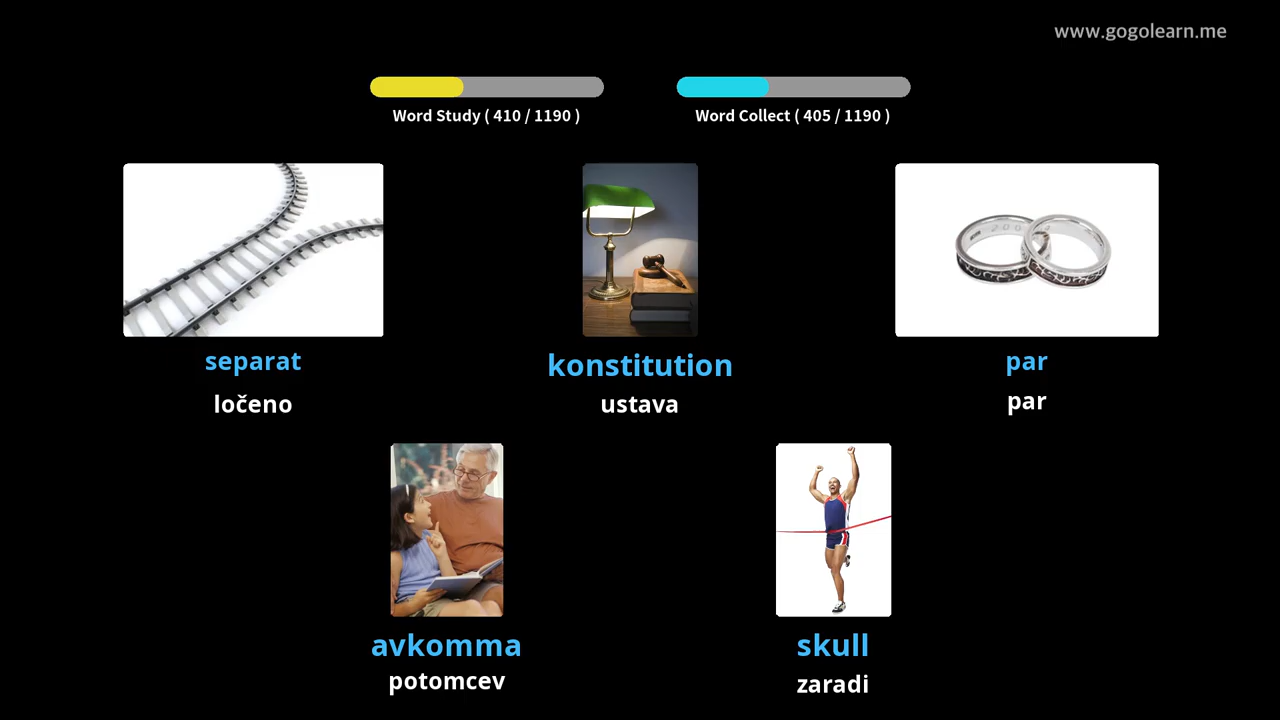 www.gogolearn.me
Word Study ( 410 / 1190 )
Word Collect ( 405 / 1190 )
separat
ločeno
konstitution
ustava
par
par
avkomma
potomcev
skull
zaradi